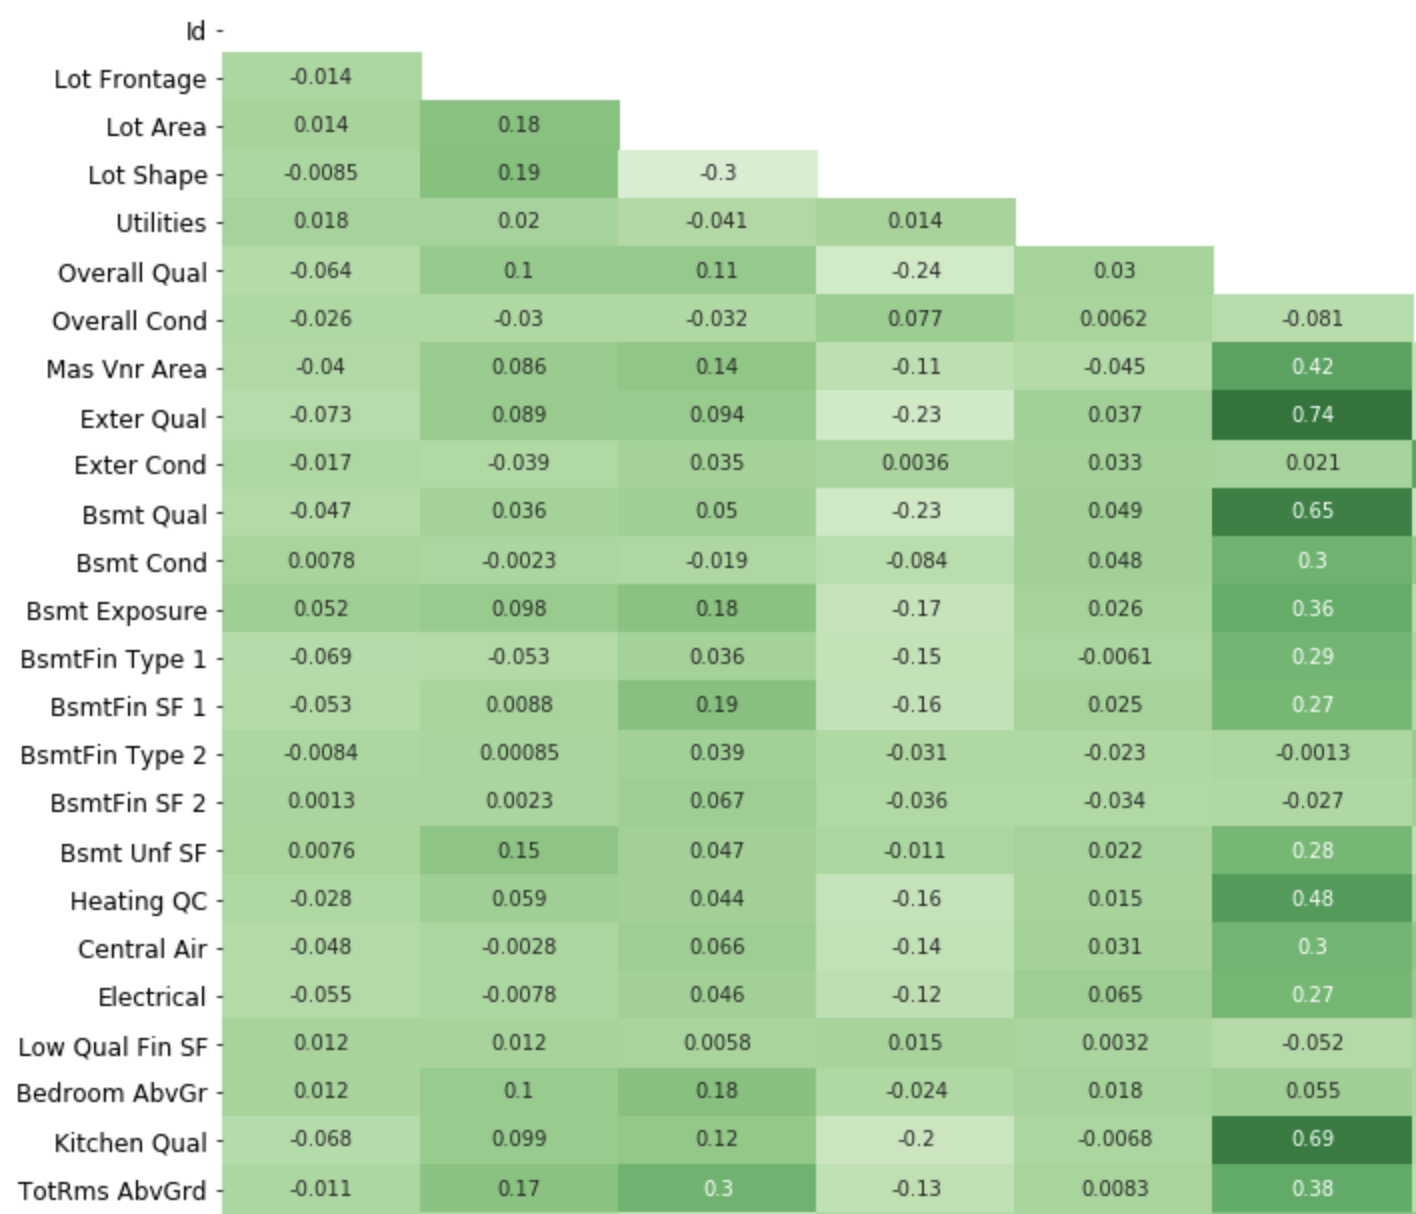 Id
Lot Frontage -0.014
Lot Area 0.014 0.18
Lot Shape -0.0085 0.19 -0.3
Utilities 0.018 0.02 -0.041 0.014
Overall Qual -0.064 0.1 0.11 -0.24 0.03
Overall Cond -0.026 -0.03 -0.032 0.077 0.0062 -0.081
Mas Vnr Area -0.04 0.086 0.14 -0.11 -0.045 0.42
Exter Qual -0.073 0.089 0.094 -0.23 0.037 0.74
Exter Cond -0.017 -0.039 0.035 0.0036 0.033 0.021
Bsmt Qual -0.047 0.036 0.05 -0.23 0.049 0.65
Bsmt Cond 0.0078 -0.0023 -0.019 -0.084 0.048 0.3
Bsmt Exposure 0.052 0.098 0.18 -0.17 0.026 0.36
BsmtFin Type 1 -0.069 -0.053 0.036 -0.15 -0.0061 0.29
BsmtFin SF 1 -0.053 0.0088 0.19 -0.16 0.025 0.27
BsmtFin Type 2 -0.0084 0.00085 0.039 -0.031 -0.023 -0.0013
BsmtFin SF 2 0.0013 0.0023 0.067 -0.036 -0.034 -0.027
Bsmt Unf SF 0.0076 0.15 0.047 -0.011 0.022 0.28
Heating QC -0.028 0.059 0.044 -0.16 0.015 0.48
Central Air -0.048 -0.0028 0.066 -0.14 0.031 0.3
Electrical -0.055 -0.0078 0.046 -0.12 0.065 0.27
Low Qual Fin SF 0.012 0.012 0.0058 0.015 0.0032 -0.052
Bedroom AbvGr 0.012 0.1 0.18 -0.024 0.018 0.055
Kitchen Qual -0.068 0.099 0.12 -0.2 -0.0068 0.69
TotRms AbvGrd -0.011 0.17 0.3 -0.13 0.0083 0.38